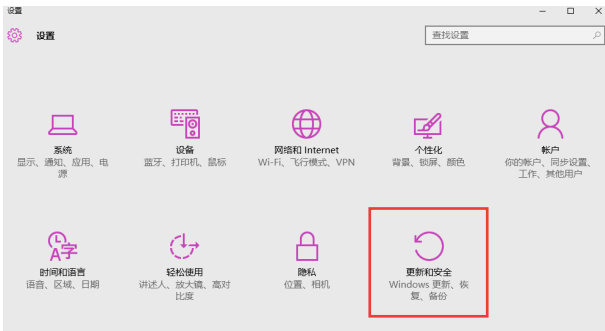 设置
设置
查找设置
系统
显示、通知、应用、电
源
设备
蓝牙、打印机、鼠标
网络和 Internet
Wi-Fi、飞行模式、VPN
个性化
背景、锁屏、颜色
帐户
你的帐户、同步设置、
工作、其他用户
时间和语言
语音、区域、日期
轻松使用
讲述人、放大镜、高对
比度
隐私
位置、相机
更新和安全
Windows 更新、恢
复、备份